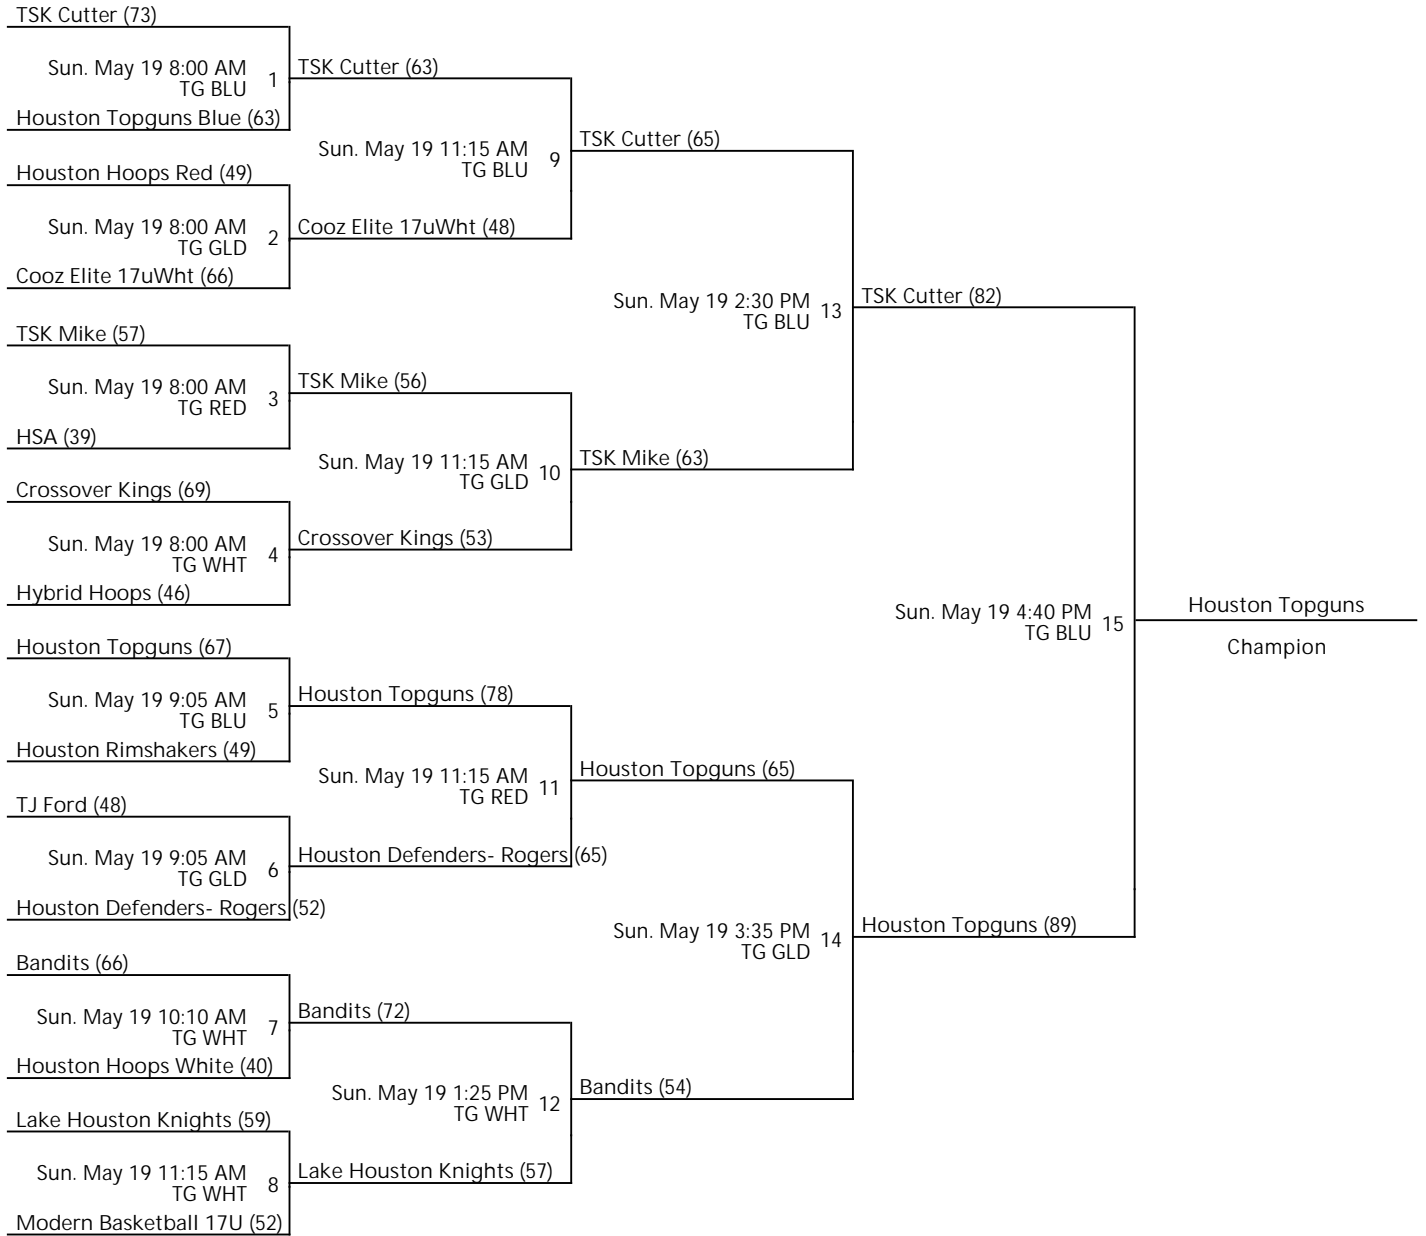 TSK Cutter (73)
Sun. May 19 8:00 AM
TG BLU
1
Houston Topguns Blue (63)
Houston Hoops Red (49)
Sun. May 19 8:00 AM
TG GLD
2
Cooz Elite 17uWht (66)
TSK Mike (57)
Sun. May 19 8:00 AM
TG RED
3
HSA (39)
Crossover Kings (69)
Sun. May 19 8:00 AM
TG WHT
4
Hybrid Hoops (46)
Houston Topguns (67)
Sun. May 19 9:05 AM
TG BLU
5
Houston Rimshakers (49)
TJ Ford (48)
Sun. May 19 9:05 AM
TG GLD
6
Houston Defenders- Rogers (52)
Bandits (66)
Sun. May 19 10:10 AM
TG WHT
7
Houston Hoops White (40)
Lake Houston Knights (59)
Sun. May 19 11:15 AM
TG WHT
8
Modern Basketball 17U (52)
TSK Cutter (63)
Sun. May 19 11:15 AM
TG BLU
9
Cooz Elite 17uWht (48)
TSK Mike (56)
Sun. May 19 11:15 AM
TG GLD
10
Crossover Kings (53)
Houston Topguns (78)
Sun. May 19 11:15 AM
TG RED
11
Houston Defenders- Rogers (65)
Bandits (72)
Sun. May 19 1:25 PM
TG WHT
12
Lake Houston Knights (57)
TSK Cutter (65)
Sun. May 19 2:30 PM
TG BLU
13
TSK Mike (63)
Houston Topguns (65)
Sun. May 19 3:35 PM
TG GLD
14
Bandits (54)
TSK Cutter (82)
Sun. May 19 4:40 PM
TG BLU
15
Houston Topguns (89)
Houston Topguns
Champion